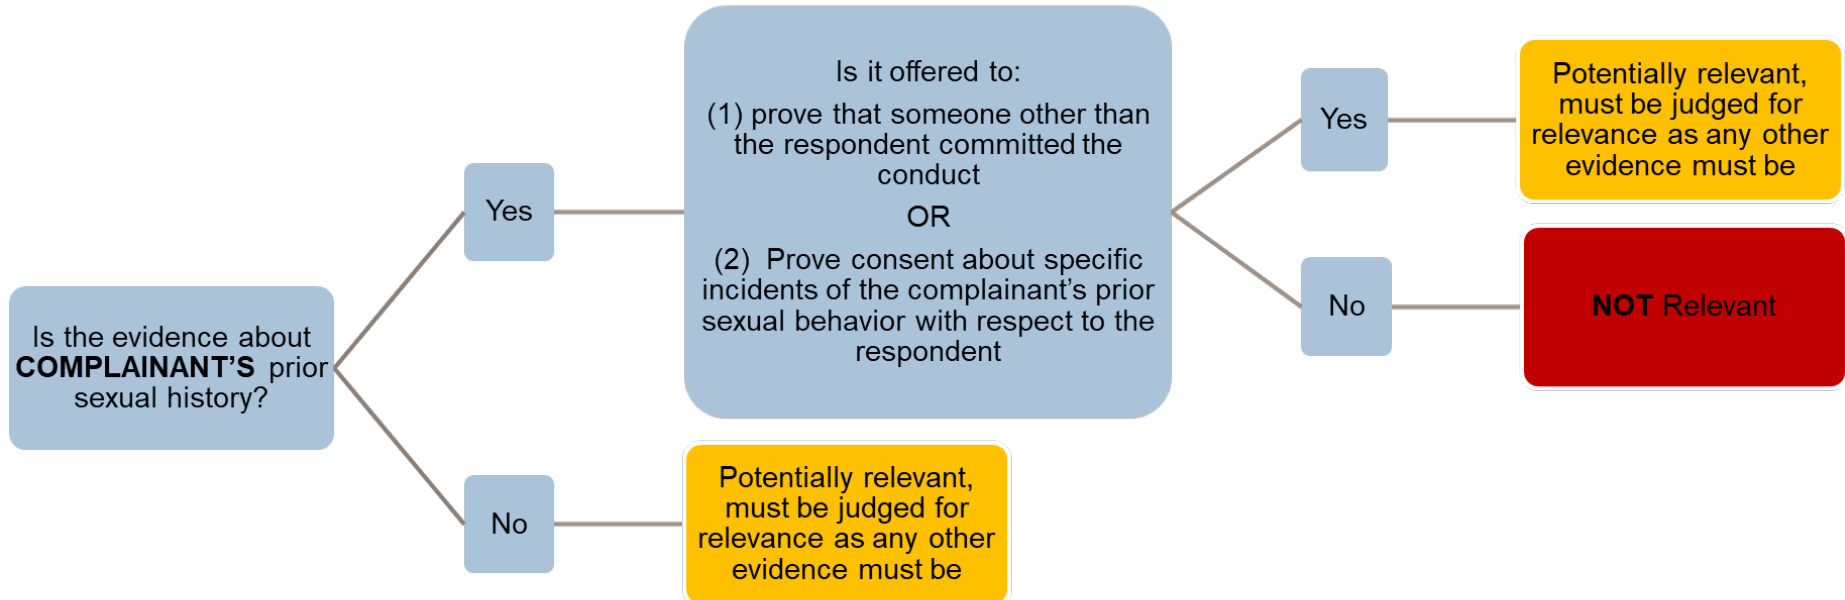 Is the evidence about
COMPLAINANT'S prior
sexual history?
Yes
Is it offered to:
(1) prove that someone other than
the respondent committed the
conduct
OR
(2) Prove consent about specific
incidents of the complainant's prior
sexual behavior with respect to the
respondent
Yes
Potentially relevant,
must be judged for
relevance as any other
evidence must be
No
NOT Relevant
No
Potentially relevant,
must be judged for
relevance as any other
evidence must be